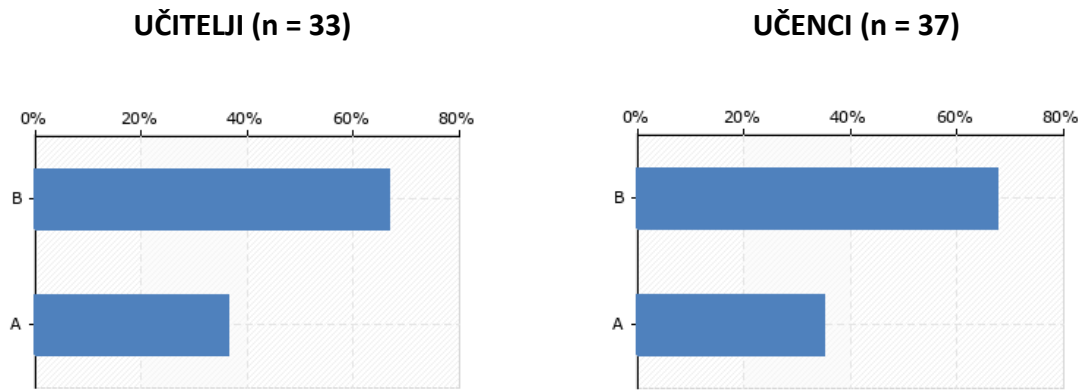 UČITELJI (n = 33)
UČENCI (n = 37)
0% 20% 40% 60% 80%
B
A
0% 20% 40% 60% 80%
B
A